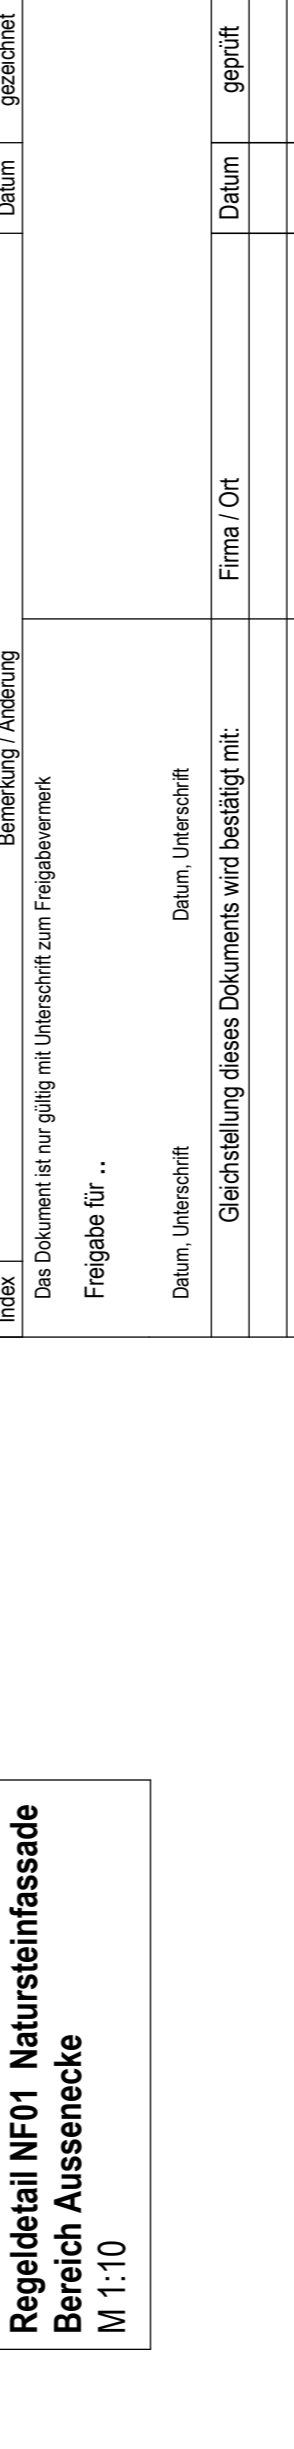 Regeldetail NF01 Natursteinfassade
Bereich Aussenecke
M 1:10
Index Bemerkung / Änderung Datum gezeichnet
Das Dokument ist nur gültig mit Unterschrift zum Freigabevermerk
Freigabe für ..
Datum, Unterschrift Datum, Unterschrift
Gleichstellung dieses Dokuments wird bestätigt mit: Firma / Ort Datum geprüft